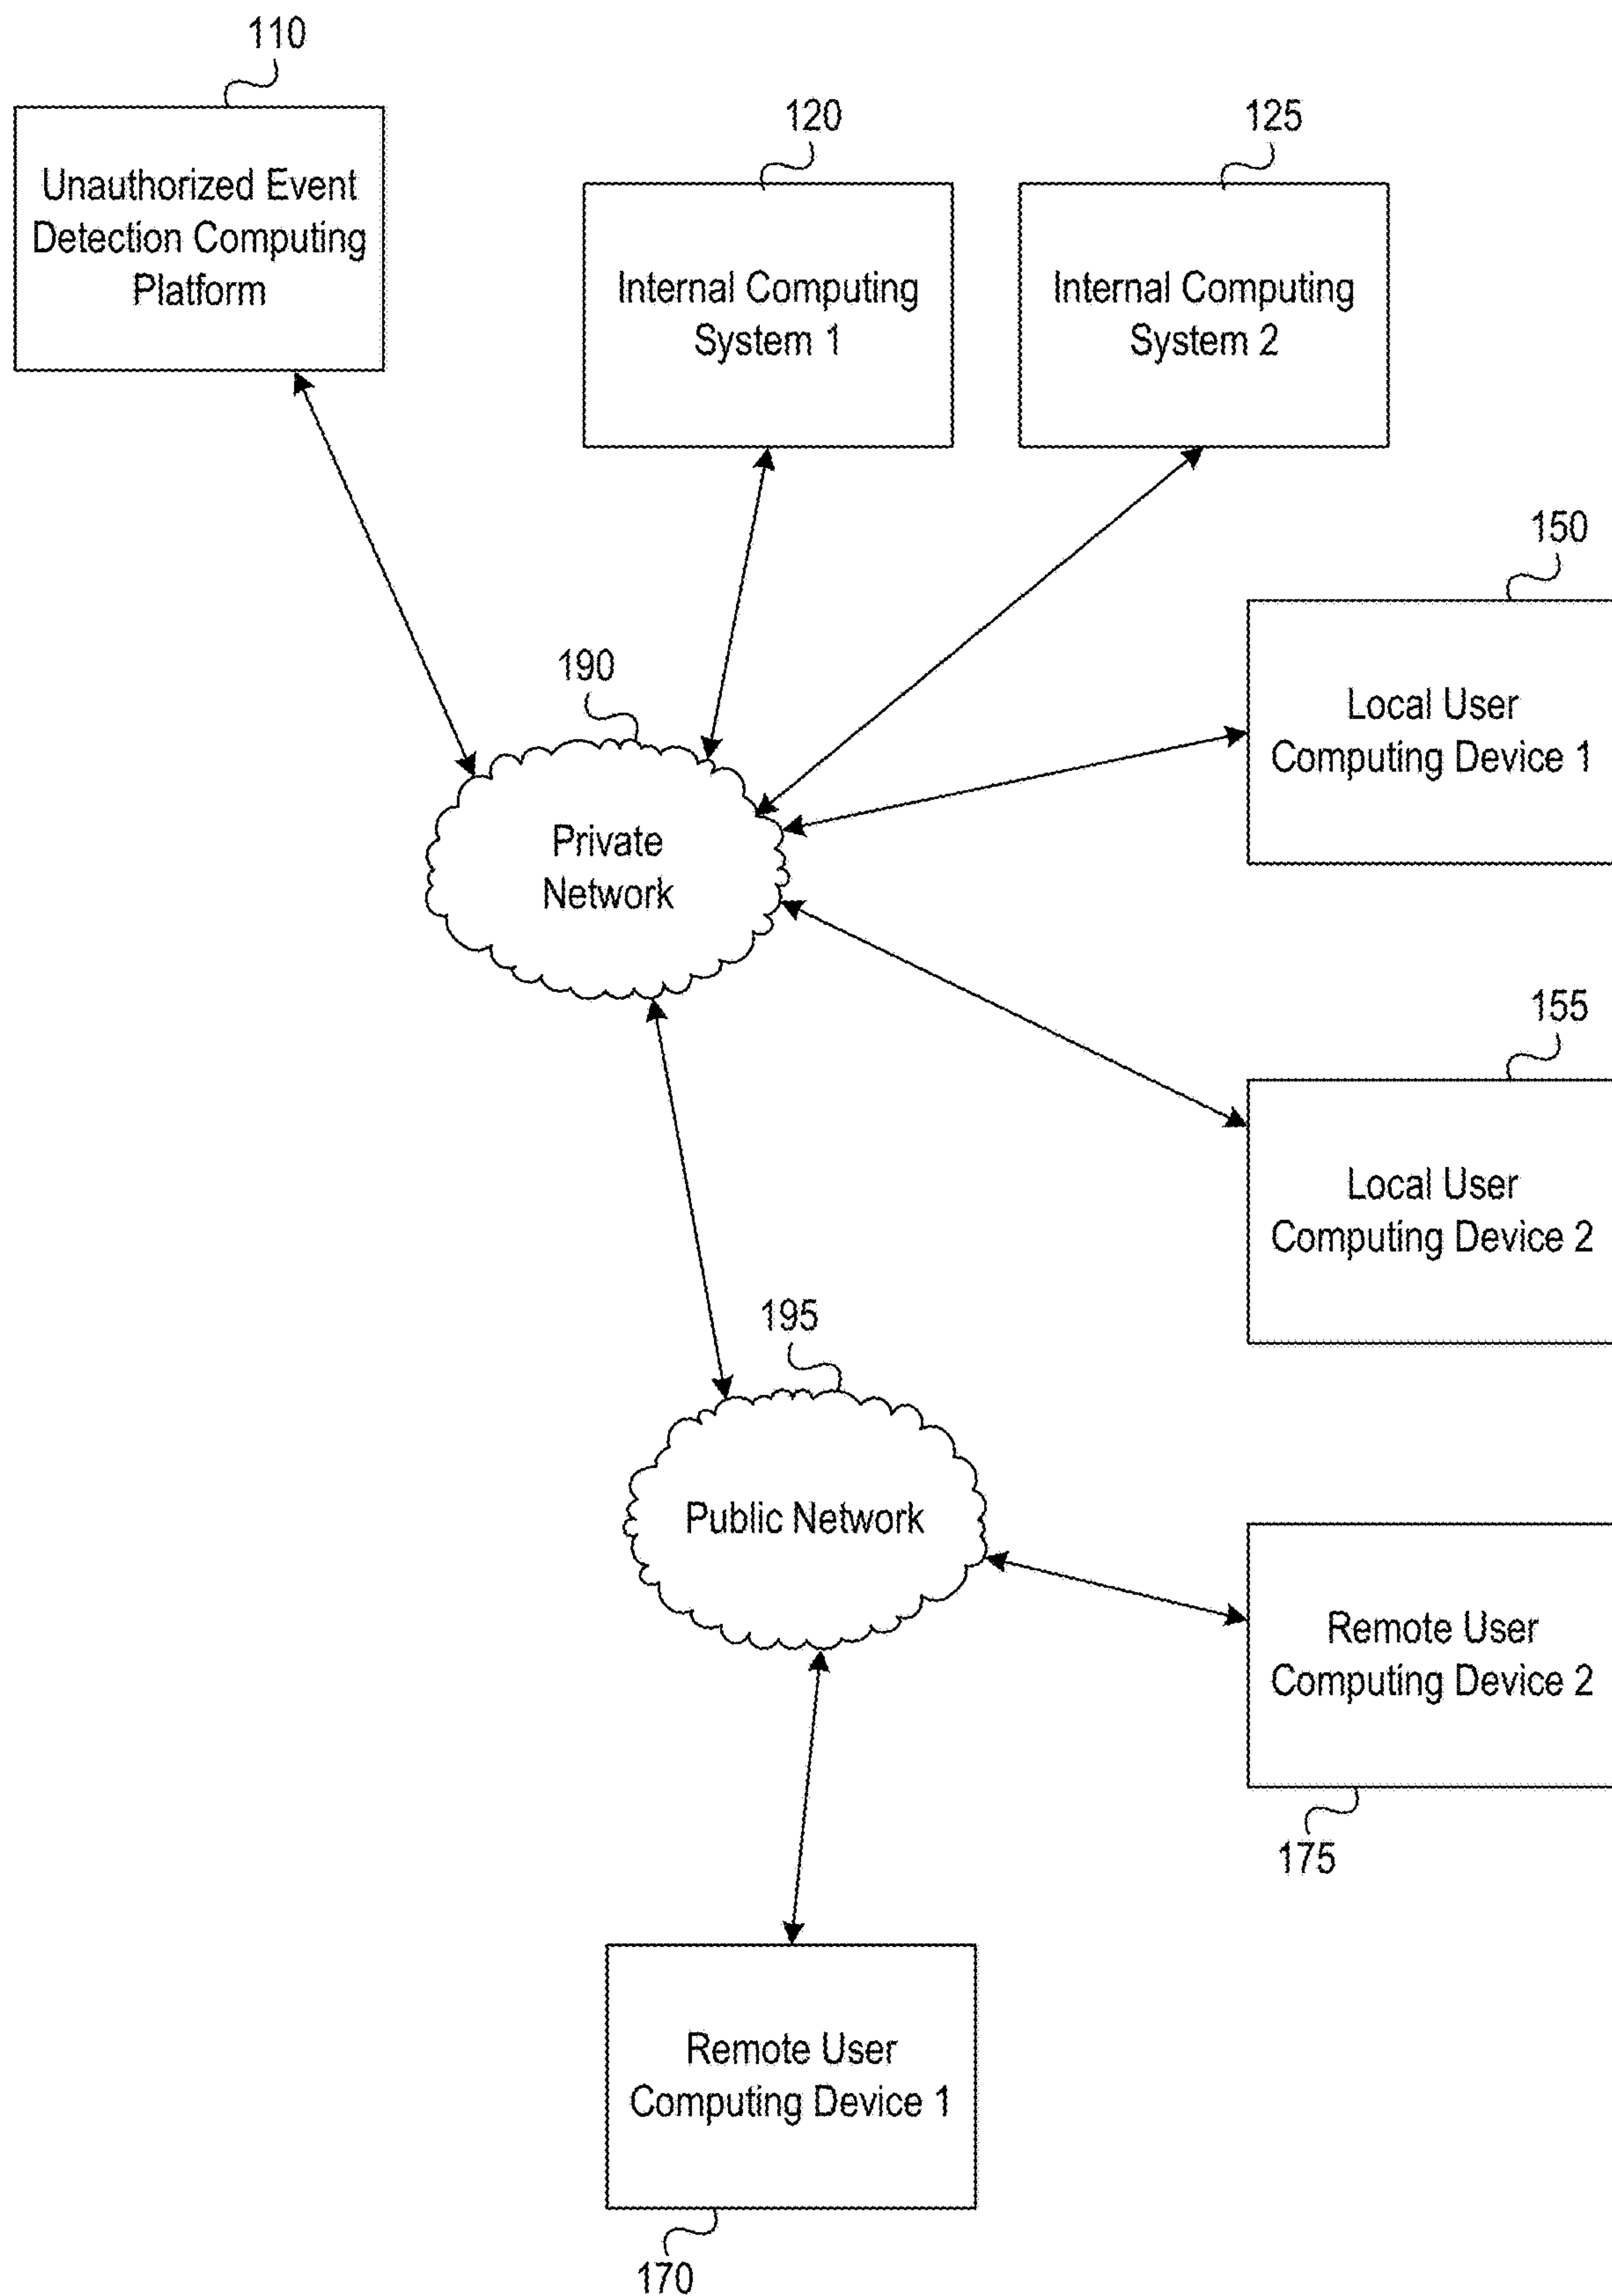 110
Unauthorized Event
Detection Computing
Platform
120
Internal Computing
System 1
125
Internal Computing
System 2
150
Local User
Computing Device 1
190
Private
Network
155
Local User
Computing Device 2
195
Public Network
Remote User
Computing Device 2
175
Remote User
Computing Device 1
170